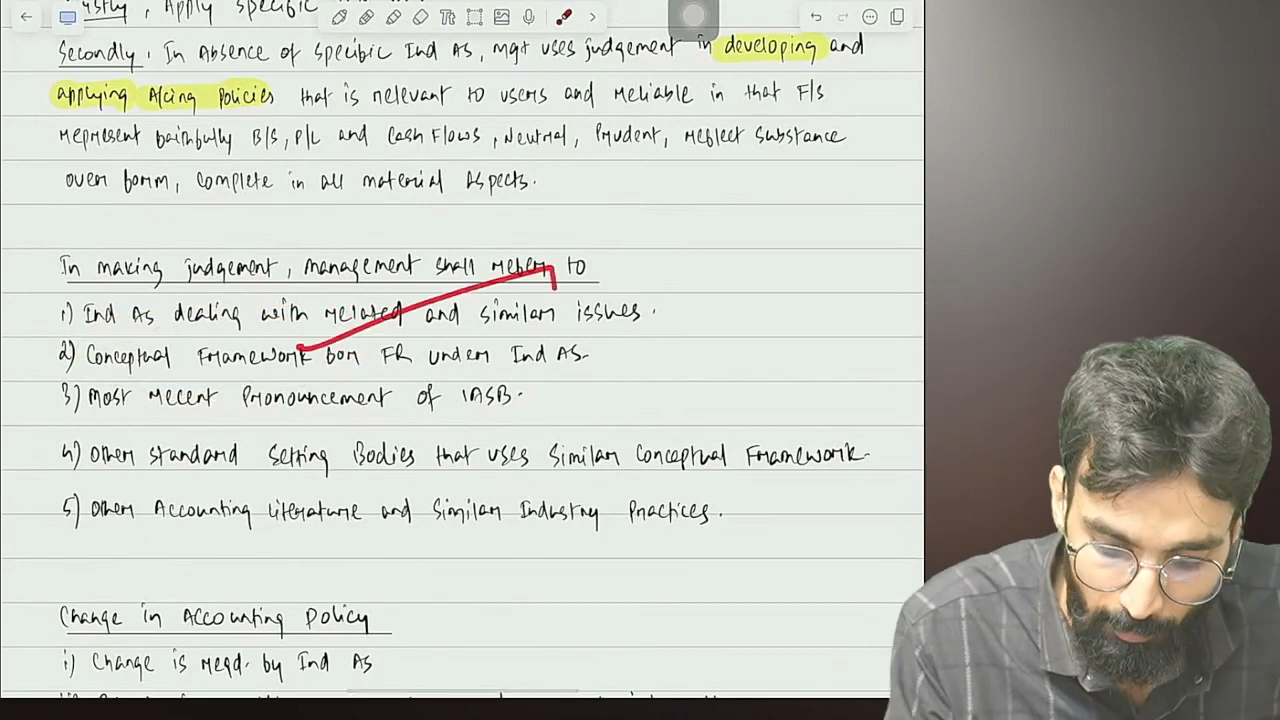 Apply Specific
Secondly, In Absence of Specific Ind As, Mgt uses judgement in developing and
applying A/cing Policies that is relevant to users and reliable in that F/s
represent faithfully B/s, P/L and Cash Flows, Neutral, Prudent, reflect Substance
over form, Complete in all material Aspects.
In making judgement, management shall refer to
1) Ind As dealing with related and similar issues.
2) Conceptual Framework for FR under Ind AS.
3) Most recent Pronouncement of IASB.
4) Other Standard Setting Bodies that uses Similar Conceptual Framework.
5) Other Accounting Literature and Similar Industry Practices.
Change in Accounting Policy
i) Change is reqd. by Ind As